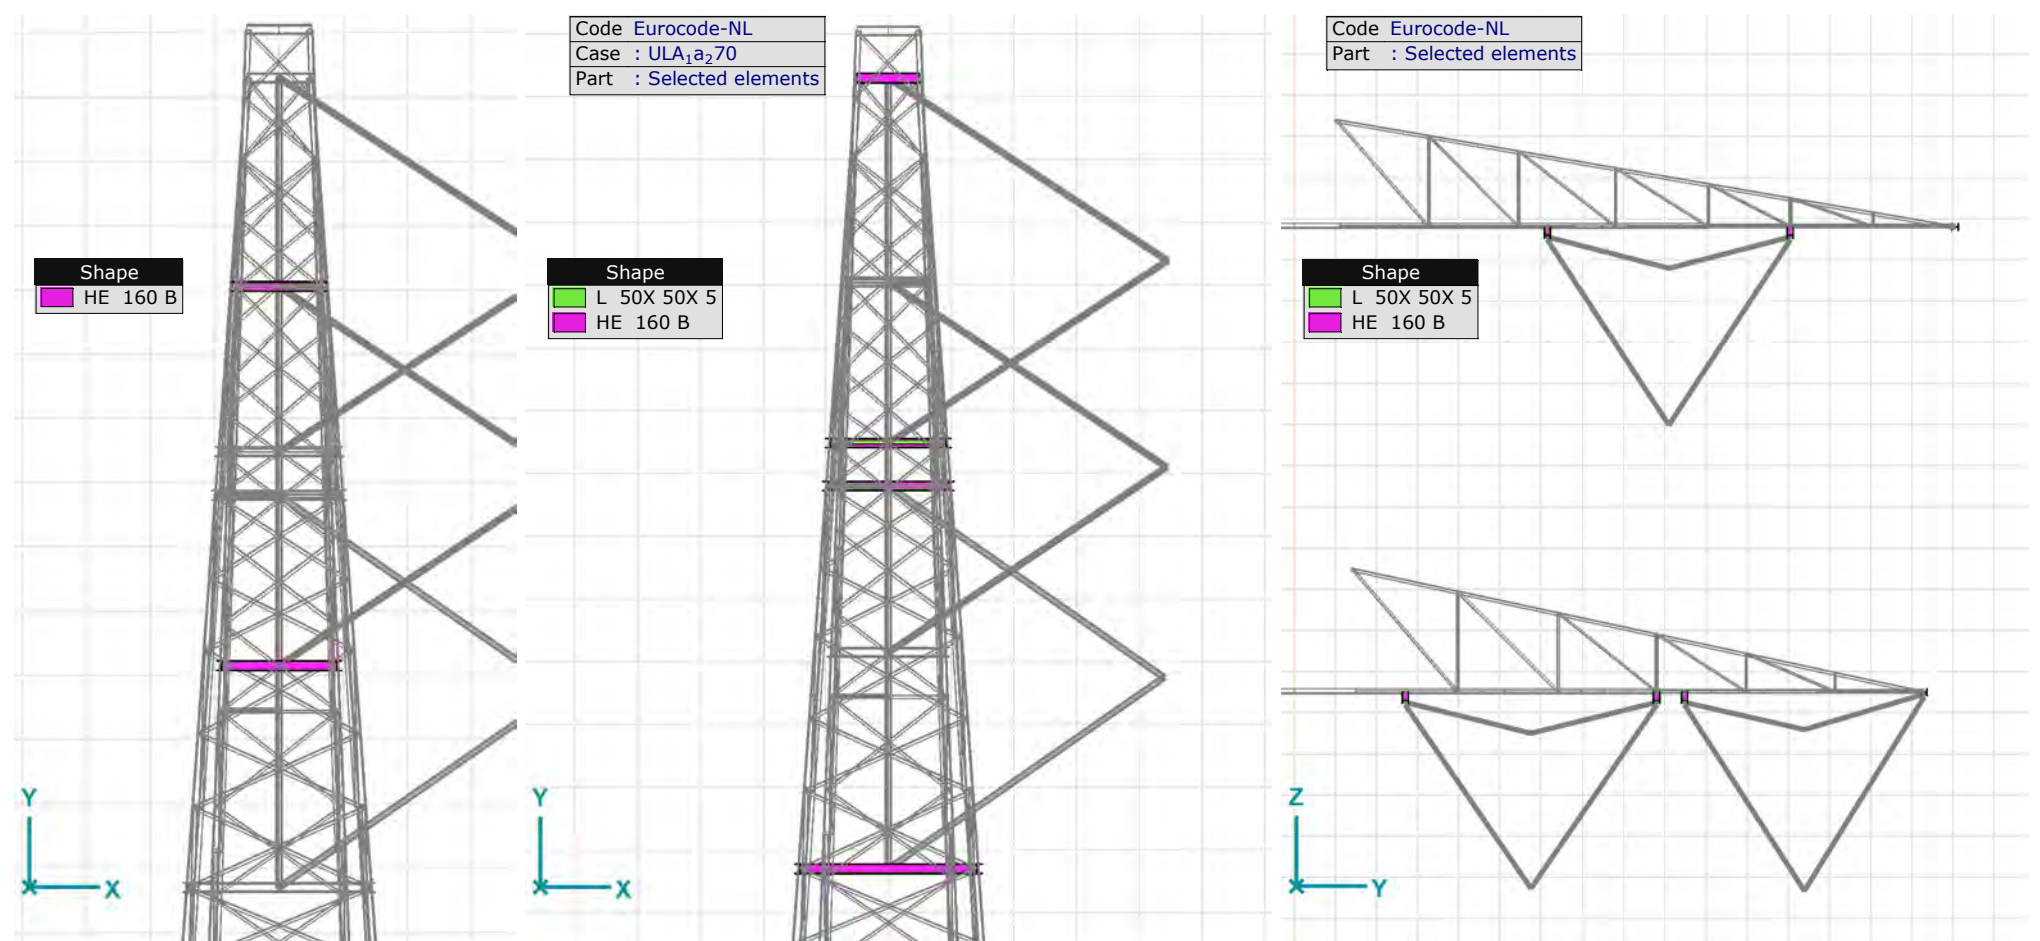 Shape
HE 160 B
Y
X
Code Eurocode-NL
Case : ULA₁a₂70
Part : Selected elements
Shape
L 50X 50X 5
HE 160 B
Y
X
Code Eurocode-NL
Part : Selected elements
Shape
L 50X 50X 5
HE 160 B
Z
Y